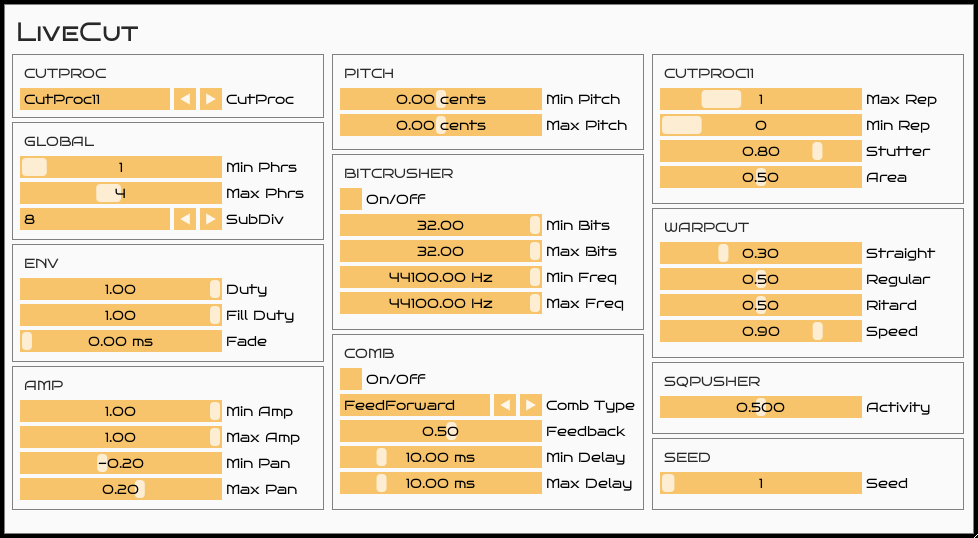 LiveCut
CUTPROC
CutProc11 ◀ ▶ CutProc
GLOBAL
1 Min Phrs
4 Max Phrs
8 ◀ ▶ SubDiv
ENV
1.00 Duty
1.00 Fill Duty
0.00 ms Fade
AMP
1.00 Min Amp
1.00 Max Amp
-0.20 Min Pan
0.20 Max Pan
PITCH
0.00 cents Min Pitch
0.00 cents Max Pitch
BITCRUSHER
On/Off
32.00 Min Bits
32.00 Max Bits
44100.00 Hz Min Freq
44100.00 Hz Max Freq
COMB
On/Off
FeedForward ◀ ▶ Comb Type
0.50 Feedback
10.00 ms Min Delay
10.00 ms Max Delay
CUTPROC11
1 Max Rep
0 Min Rep
0.80 Stutter
0.50 Area
WARPCUT
0.30 Straight
0.50 Regular
0.50 Ritard
0.90 Speed
SQPUSHER
0.500 Activity
SEED
1 Seed